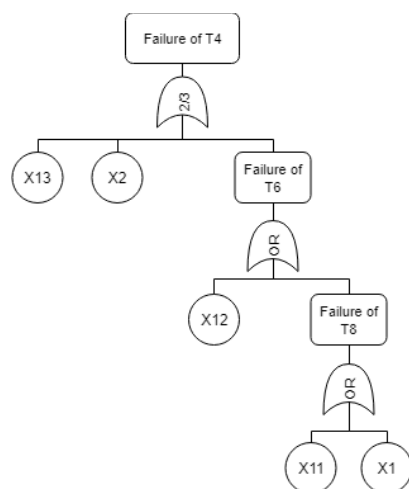 Failure of T4
2/3
X13
X2
Failure of
T6
OR
X12
Failure of
T8
OR
X11
X1